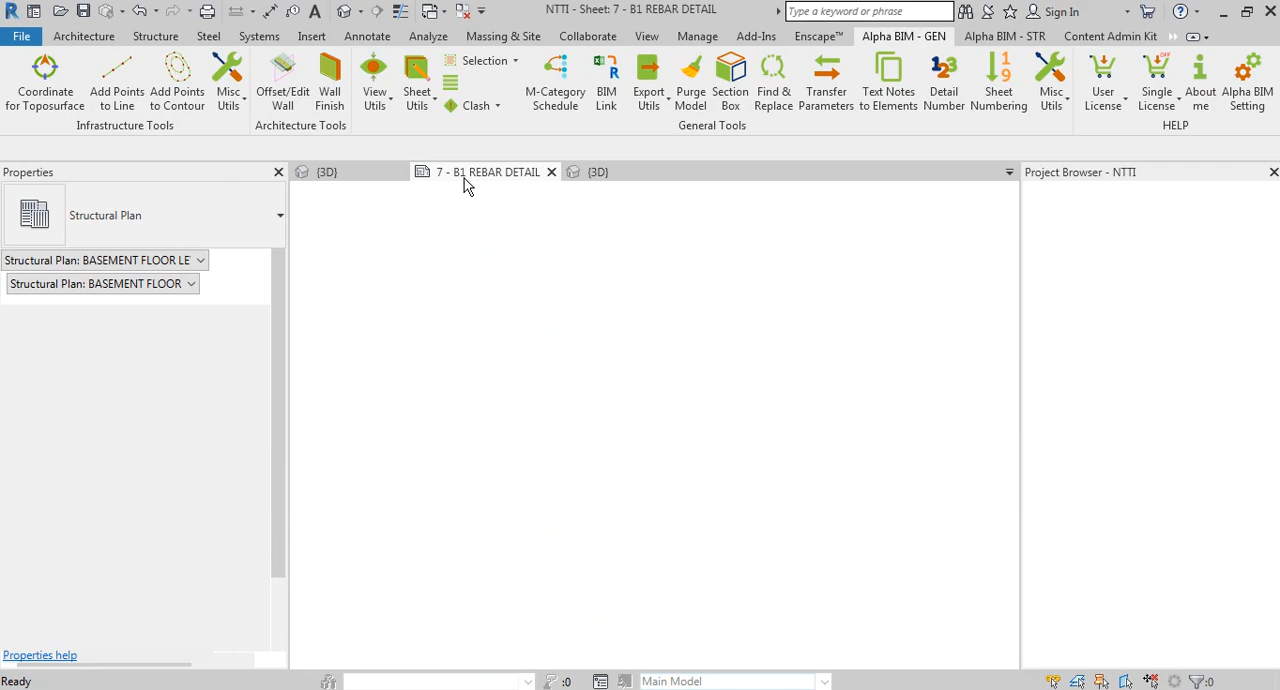 NTTI - Sheet: 7 - B1 REBAR DETAIL
Type a keyword or phrase
Sign In
File Architecture Structure Steel Systems Insert Annotate Analyze Massing & Site Collaborate View Manage Add-Ins Enscape™ Alpha BIM - GEN Alpha BIM - STR Content Admin Kit
Coordinate for Toposurface
Add Points to Line
Add Points to Contour
Misc Utils
Offset/Edit Wall
Wall Finish
View Utils
Sheet Utils
Selection
Clash
M-Category Schedule
BIM Link
Export Utils
Purge Model
Section Box
Find & Replace
Transfer Parameters
Text Notes to Elements
Detail Number
Sheet Numbering
Misc Utils
User License
Single License
About me
Alpha BIM Setting
Infrastructure Tools Architecture Tools General Tools HELP
Properties
{3D} 7 - B1 REBAR DETAIL {3D}
Project Browser - NTTI
Structural Plan
Structural Plan: BASEMENT FLOOR LE
Structural Plan: BASEMENT FLOOR
Properties help
Ready
:0
Main Model
:0